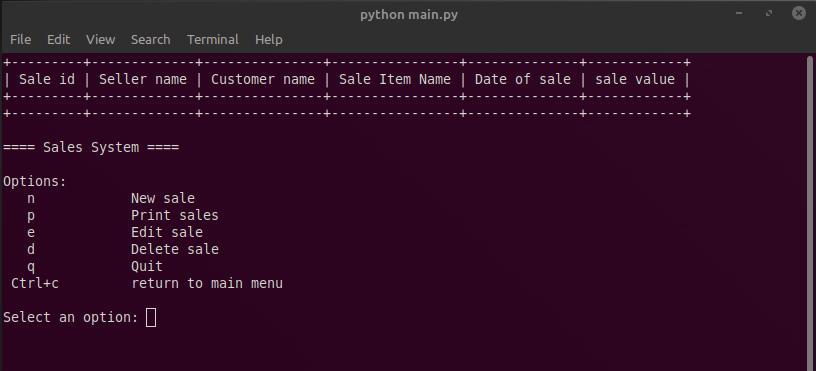 python main.py
File Edit View Search Terminal Help
+---------+-------------+---------------+----------------+--------------+------------+
| Sale id | Seller name | Customer name | Sale Item Name | Date of sale | sale value |
+---------+-------------+---------------+----------------+--------------+------------+
+---------+-------------+---------------+----------------+--------------+------------+
==== Sales System ====
Options:
n New sale
p Print sales
e Edit sale
d Delete sale
q Quit
Ctrl+c return to main menu
Select an option: